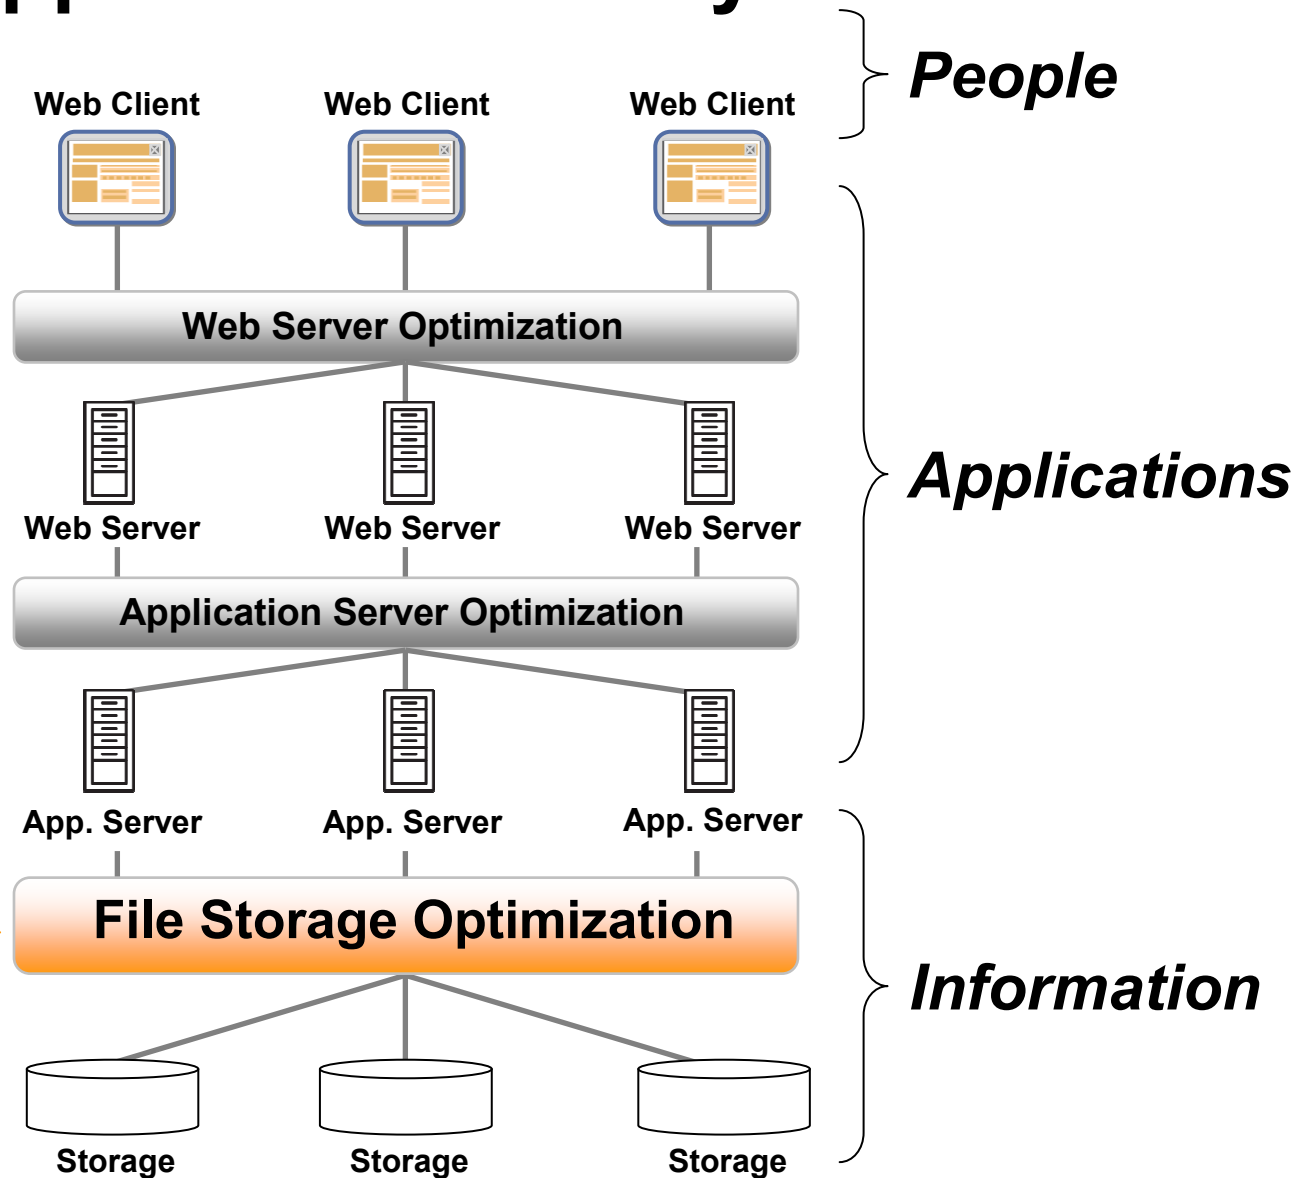 People
Web Client Web Client Web Client
Web Server Optimization
Applications
Web Server Web Server Web Server
Application Server Optimization
App. Server App. Server App. Server
File Storage Optimization
Information
Storage Storage Storage